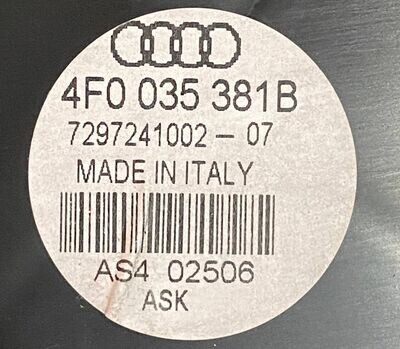 4F0 035 381B
7297241002-07
MADE IN ITALY
AS4 02506
ASK